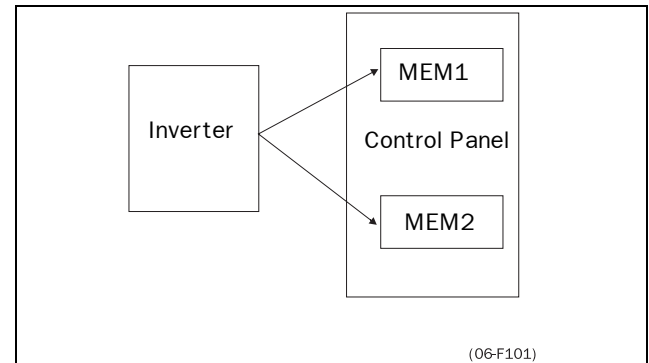 MEM1
Inverter
Control Panel
MEM2
(06-F101)